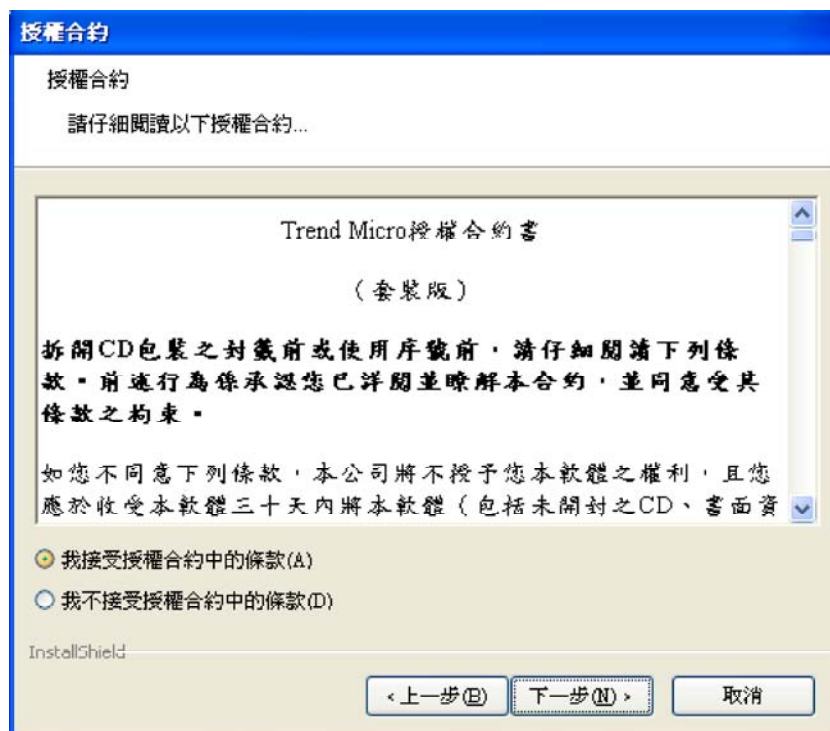 授權合約
授權合約
請仔細閱讀以下授權合約...
Trend Micro授權合約書
（套裝版）
拆開CD包裝之封籤前或使用序號前，請仔細閱讀下列條
款。前述行為係承認您已詳閱並瞭解本合約，並同意受其
條款之拘束。
如您不同意下列條款，本公司將不授予您本軟體之權利，且您
應於收受本軟體三十天內將本軟體（包括未開封之CD、書面資
我接受授權合約中的條款(A)
我不接受授權合約中的條款(D)
InstallShield
<上一步(B)
下一步(N)>
取消